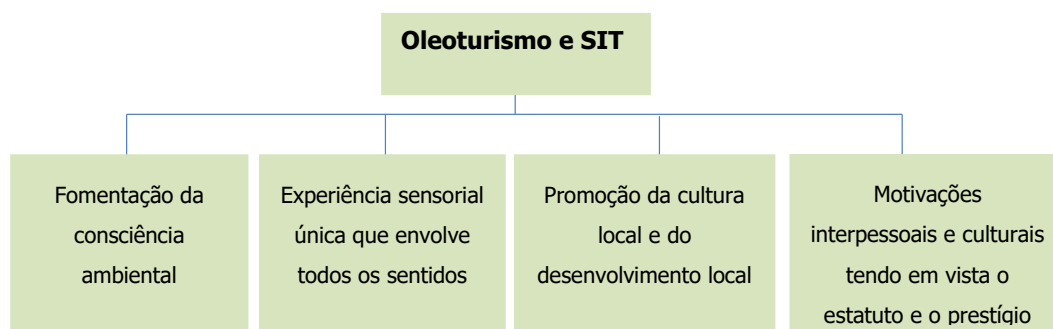 Oleoturismo e SIT
Fomentação da
consciência
ambiental
Experiência sensorial
única que envolve
todos os sentidos
Promoção da cultura
local e do
desenvolvimento local
Motivações
interpessoais e culturais
tendo em vista o
estatuto e o prestígio